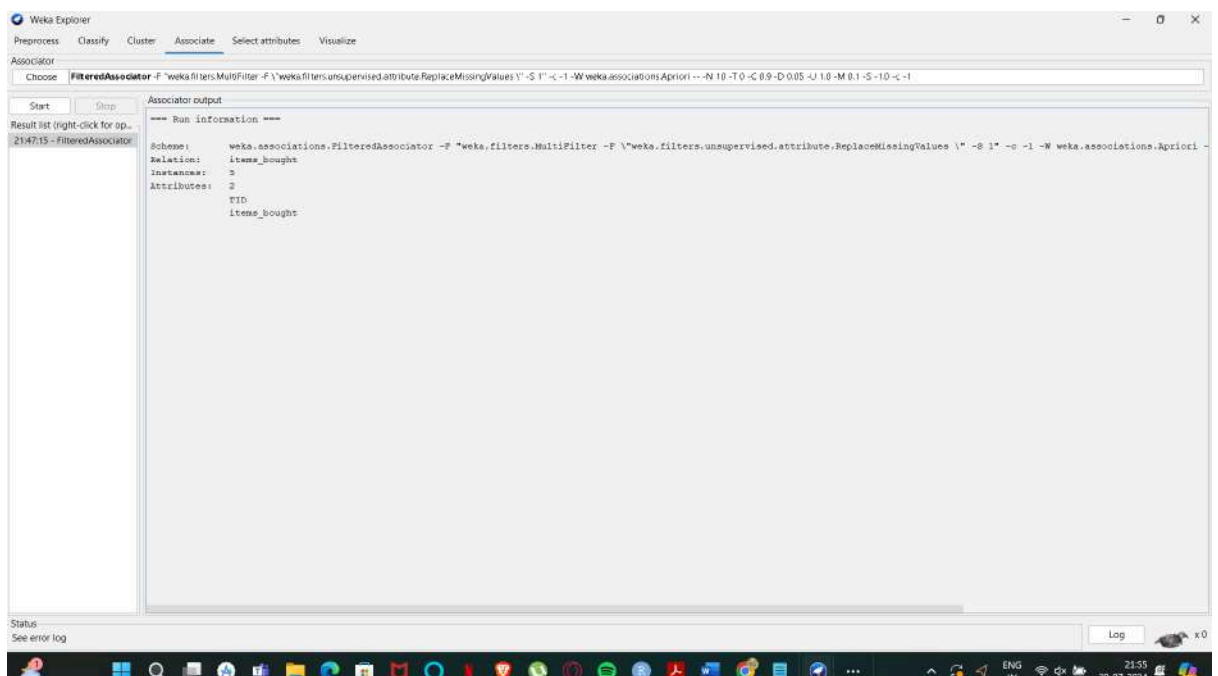 Weka Explorer
Preprocess Classify Cluster Associate Select attributes Visualize
Associator
Choose FilteredAssociator -F "weka.filters.MultiFilter -F \"weka.filters.unsupervised.attribute.ReplaceMissingValues \" -S 1" -c -1 -W weka.associations.Apriori -- -N 10 -T 0 -C 0.9 -D 0.05 -U 1.0 -M 0.1 -S -1.0 -c -1
Start Stop
Associator output
Result list (right-click for op...
21:47:15 - FilteredAssociator
=== Run information ===
Scheme: weka.associations.FilteredAssociator -F "weka.filters.MultiFilter -F \"weka.filters.unsupervised.attribute.ReplaceMissingValues \" -S 1" -c -1 -W weka.associations.Apriori -
Relation: items_bought
Instances: 5
Attributes: 2
TID
items_bought
Status
See error log
Log x 0
ENG
21:55